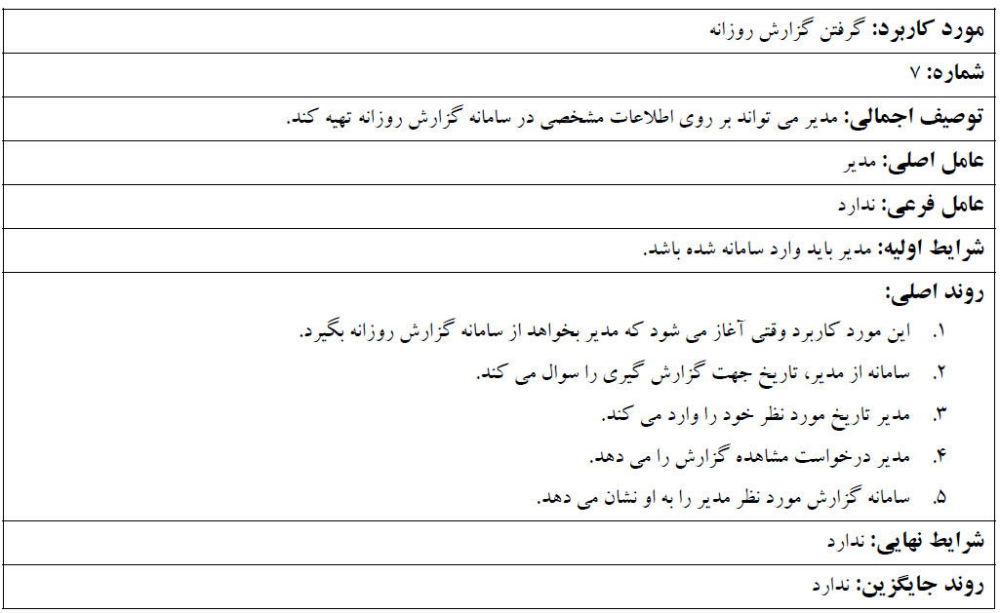 مورد کاربرد: گرفتن گزارش روزانه
شماره: ۷
توصیف اجمالی: مدیر می تواند بر روی اطلاعات مشخصی در سامانه گزارش روزانه تهیه کند.
عامل اصلی: مدیر
عامل فرعی: ندارد
شرایط اولیه: مدیر باید وارد سامانه شده باشد.
روند اصلی:
۱. این مورد کاربرد وقتی آغاز می شود که مدیر بخواهد از سامانه گزارش روزانه بگیرد.
۲. سامانه از مدیر، تاریخ جهت گزارش گیری را سوال می کند.
۳. مدیر تاریخ مورد نظر خود را وارد می کند.
۴. مدیر درخواست مشاهده گزارش را می دهد.
۵. سامانه گزارش مورد نظر مدیر را به او نشان می دهد.
شرایط نهایی: ندارد
روند جایگزین: ندارد